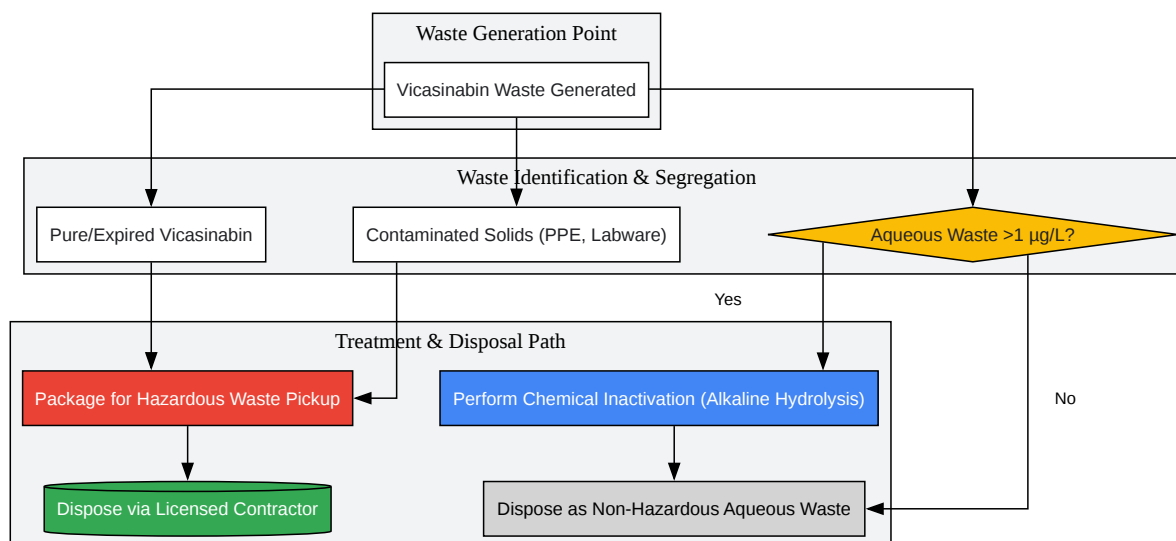 Waste Generation Point
Vicasinabin Waste Generated
Waste Identification & Segregation
Pure/Expired Vicasinabin
Contaminated Solids (PPE, Labware)
Aqueous Waste >1 µg/L?
Yes
Treatment & Disposal Path
Package for Hazardous Waste Pickup
Perform Chemical Inactivation (Alkaline Hydrolysis)
No
Dispose via Licensed Contractor
Dispose as Non-Hazardous Aqueous Waste